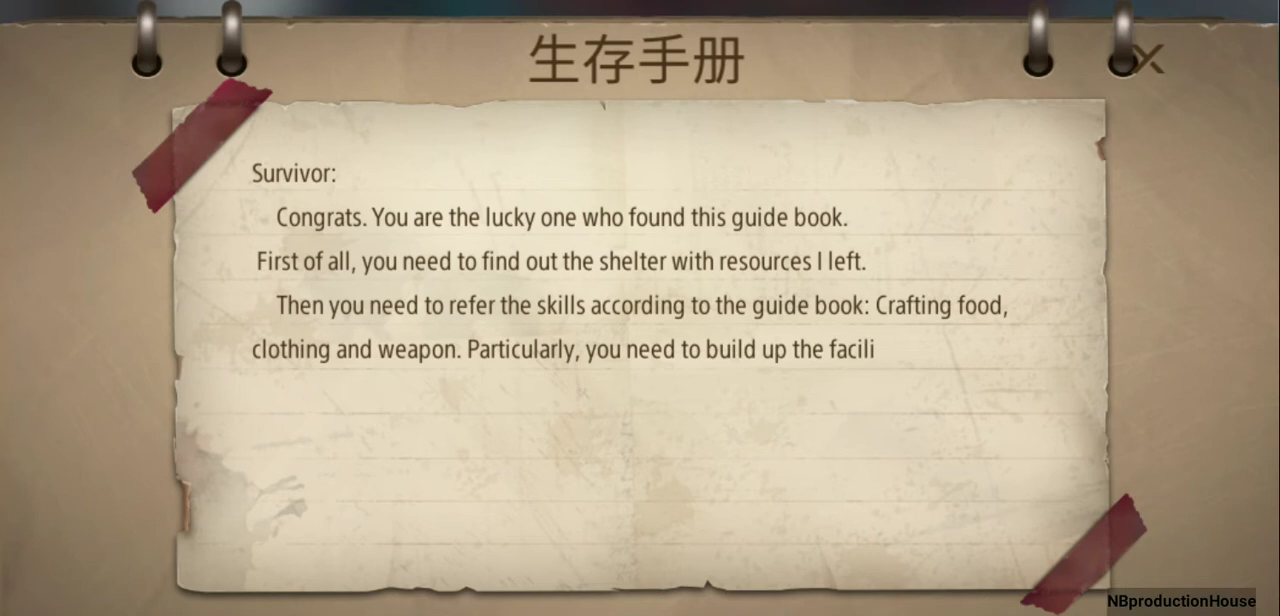 生存手册
Survivor:
Congrats. You are the lucky one who found this guide book.
First of all, you need to find out the shelter with resources I left.
Then you need to refer the skills according to the guide book: Crafting food,
clothing and weapon. Particularly, you need to build up the facili
NBproductionHouse